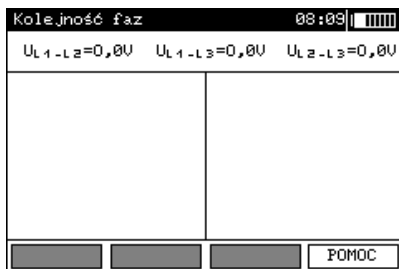 Kolejność faz 08:09
UL1-L2=0,0V UL1-L3=0,0V UL2-L3=0,0V
POMOC